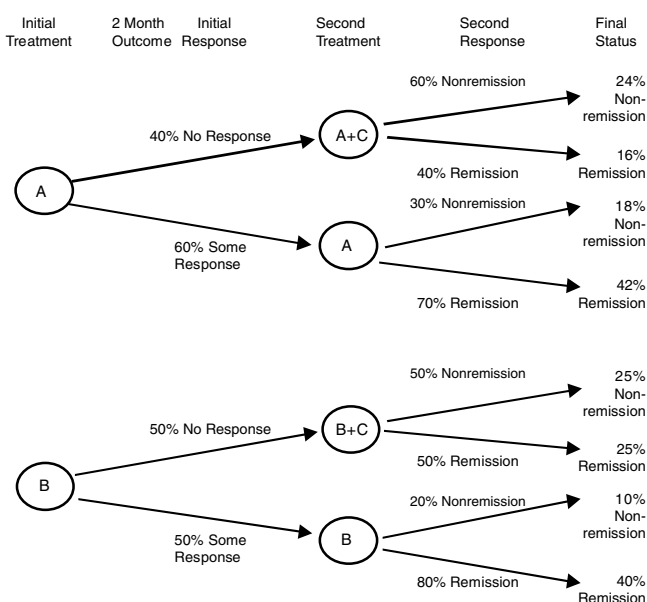 Initial Treatment
2 Month Outcome
Initial Response
Second Treatment
Second Response
Final Status
60% Nonremission
24% Non-remission
40% No Response
A+C
40% Remission
16% Remission
A
30% Nonremission
18% Non-remission
60% Some Response
A
70% Remission
42% Remission
50% Nonremission
25% Non-remission
50% No Response
B+C
50% Remission
25% Remission
B
20% Nonremission
10% Non-remission
50% Some Response
B
80% Remission
40% Remission